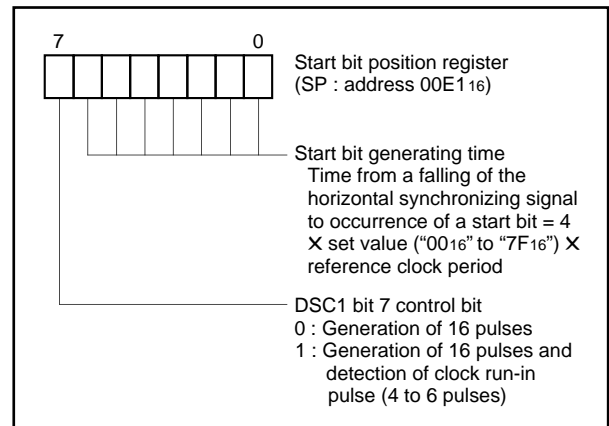 7 0
Start bit position register
(SP : address 00E116)
Start bit generating time
Time from a falling of the
horizontal synchronizing signal
to occurrence of a start bit = 4
✕ set value (“0016” to “7F16”) ✕
reference clock period
DSC1 bit 7 control bit
0 : Generation of 16 pulses
1 : Generation of 16 pulses and
detection of clock run-in
pulse (4 to 6 pulses)